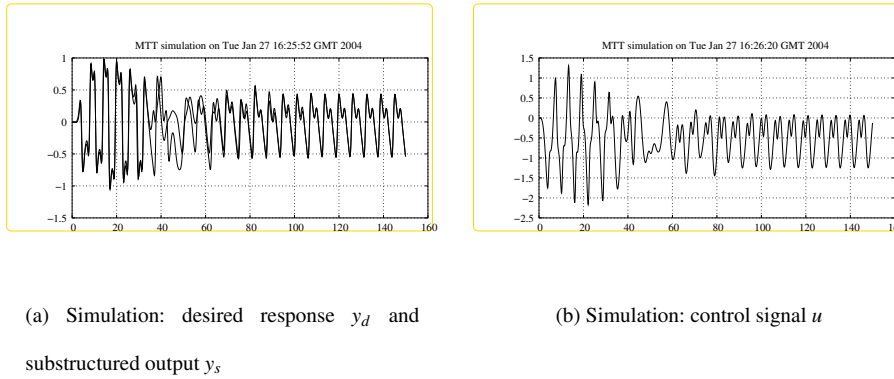 MTT simulation on Tue Jan 27 16:25:52 GMT 2004
1
0.5
0
−0.5
−1
−1.5
0 20 40 60 80 100 120 140 160
MTT simulation on Tue Jan 27 16:26:20 GMT 2004
1.5
1
0.5
0
−0.5
−1
−1.5
−2
−2.5
0 20 40 60 80 100 120 140 160
(a) Simulation: desired response y_d and
substructured output y_s
(b) Simulation: control signal u